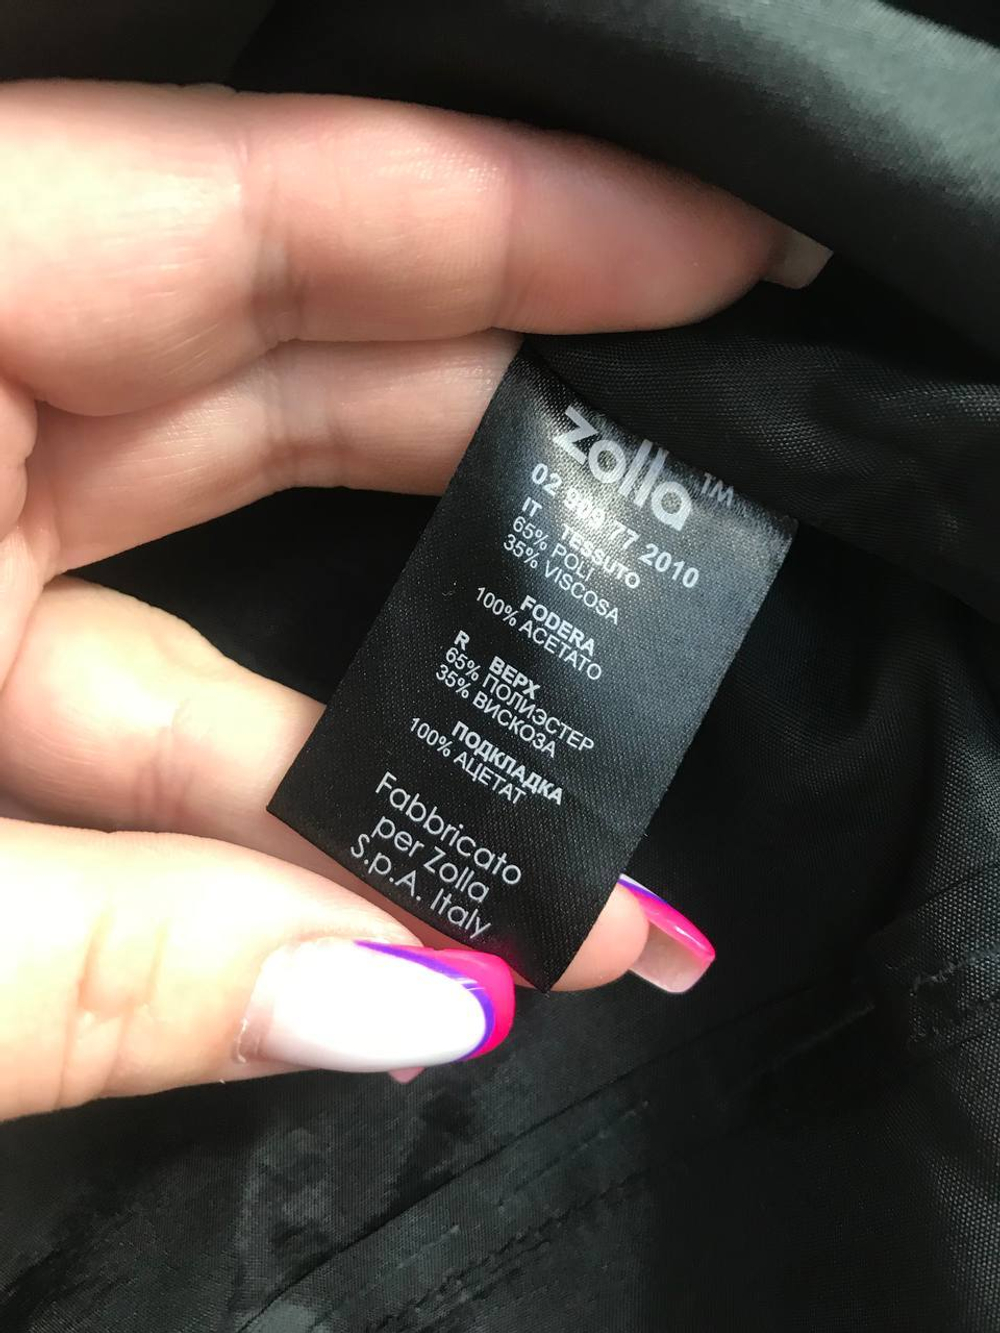 zolla™
02 909 77 2010
IT TESSUTO
65% POLI
35% VISCOSA
FODERA
100% ACETATO
R ВЕРХ
65% ПОЛИЭСТЕР
35% ВИСКОЗА
ПОДКЛАДКА
100% АЦЕТАТ
Fabbricato
per Zolla
S.p.A. Italy